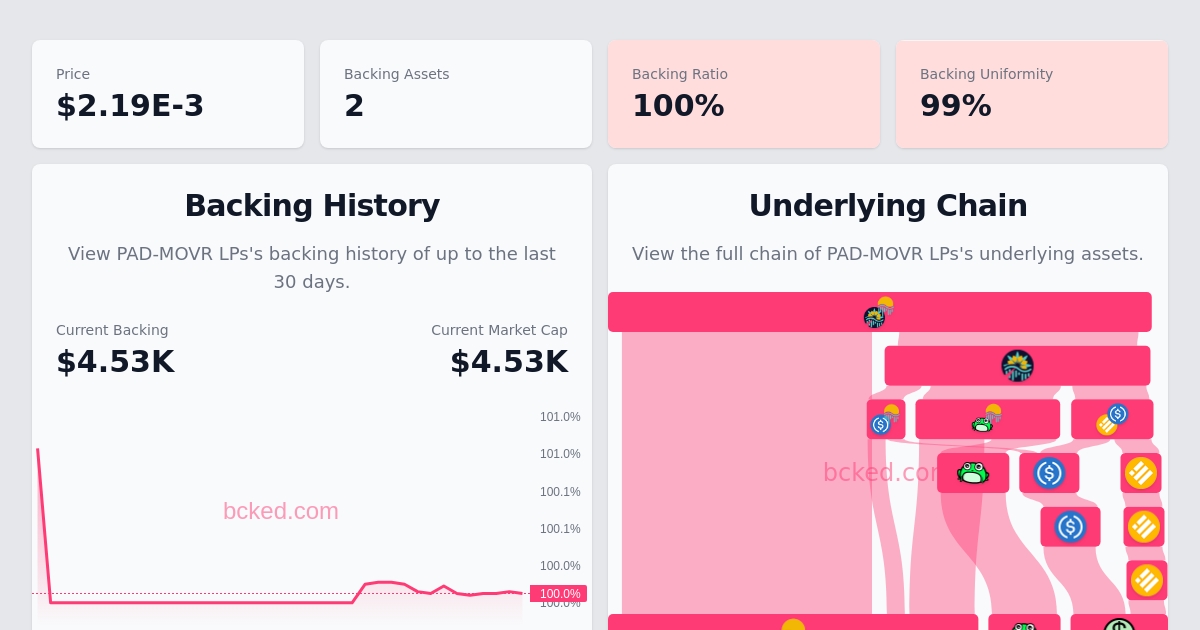 Price
$2.19E-3
Backing Assets
2
Backing Ratio
100%
Backing Uniformity
99%
Backing History
View PAD-MOVR LPs's backing history of up to the last
30 days.
Current Backing
$4.53K
Current Market Cap
$4.53K
101.0%
101.0%
100.1%
100.1%
100.0%
100.0%
100.0%
bcked.com
Underlying Chain
View the full chain of PAD-MOVR LPs's underlying assets.
bcked.com